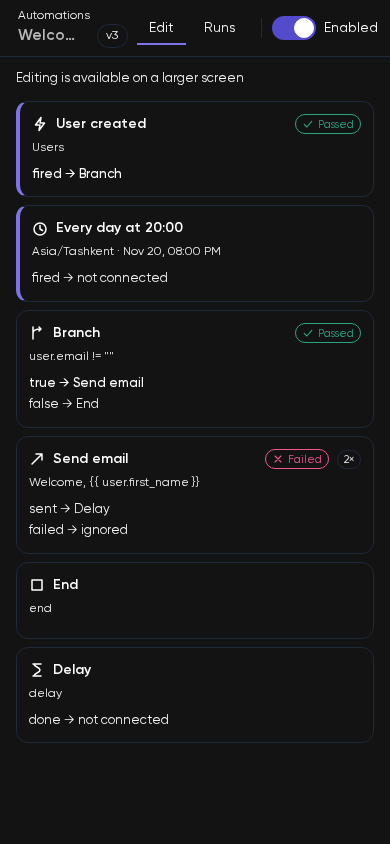 Automations
Welco...
v3
Edit
Runs
Enabled
Editing is available on a larger screen
User created
Passed
Users
fired → Branch
Every day at 20:00
Asia/Tashkent · Nov 20, 08:00 PM
fired → not connected
Branch
Passed
user.email != ""
true → Send email
false → End
Send email
Failed
2×
Welcome, {{ user.first_name }}
sent → Delay
failed → ignored
End
end
Delay
delay
done → not connected